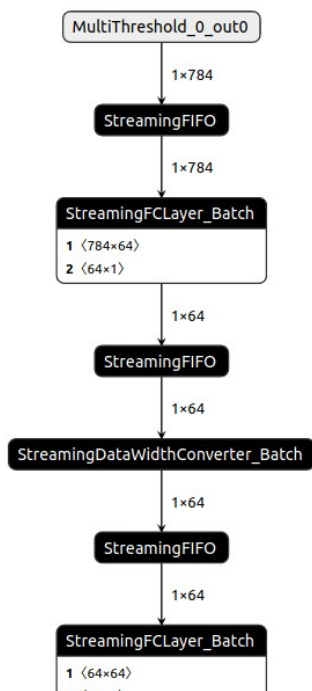 MultiThreshold_0_out0
1×784
StreamingFIFO
1×784
StreamingFCLayer_Batch
1 〈784×64〉
2 〈64×1〉
1×64
StreamingFIFO
1×64
StreamingDataWidthConverter_Batch
1×64
StreamingFIFO
1×64
StreamingFCLayer_Batch
1 〈64×64〉